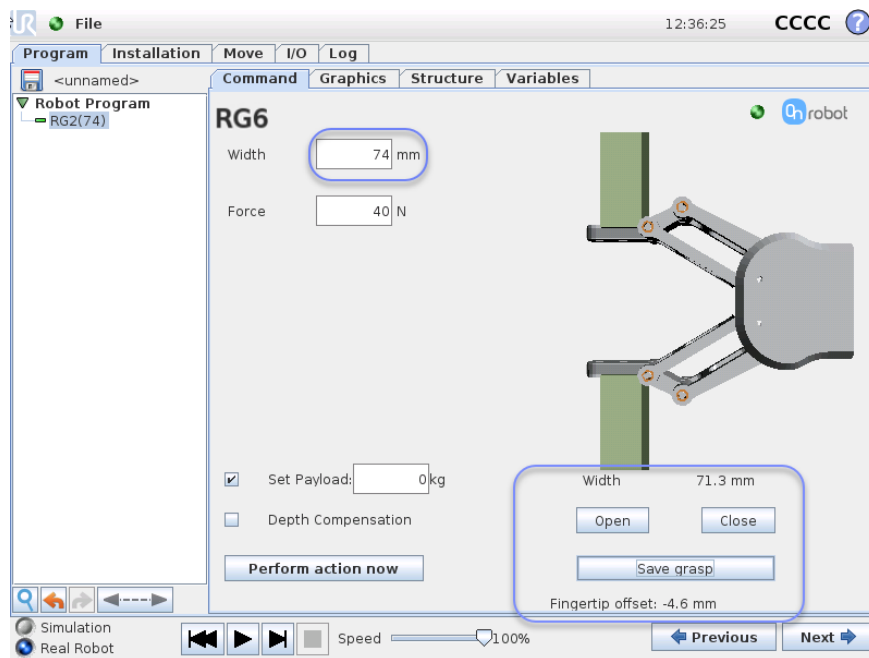 UR File 12:36:25 CCCC ?
Program Installation Move I/O Log
<unnamed> Command Graphics Structure Variables
Robot Program
RG2(74)
RG6
On robot
Width 74 mm
Force 40 N
Set Payload: 0 kg
Width 71.3 mm
Depth Compensation
Open Close
Perform action now
Save grasp
Fingertip offset: -4.6 mm
Simulation
Real Robot
Speed 100%
Previous Next